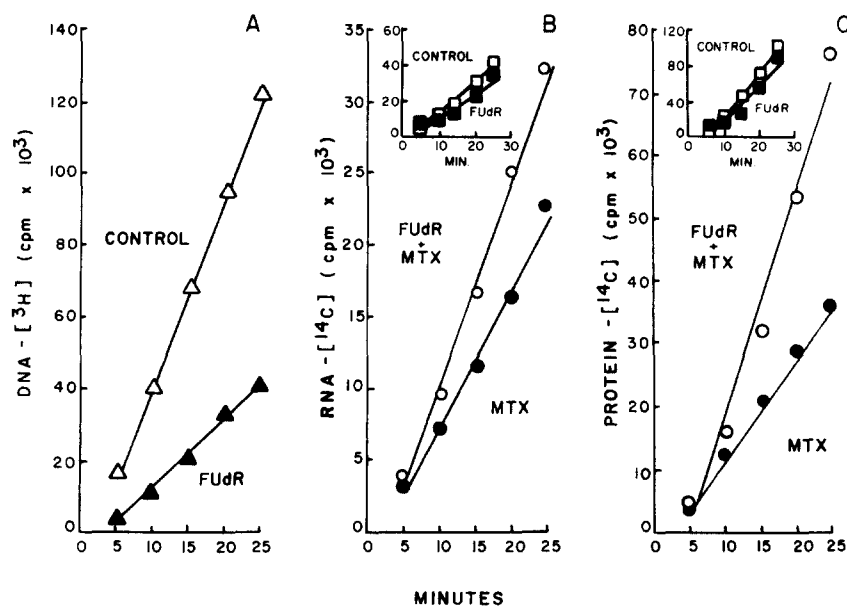 A
DNA - [³H] (cpm x 10³)
140
120
100
80
60
40
20
0
CONTROL
FUdR
0 5 10 15 20 25
B
RNA - [¹⁴C] (cpm x 10³)
35
30
25
20
15
10
5
0
60
40
20
0
CONTROL
FUdR
0 10 20 30
MIN.
FUdR
+
MTX
MTX
0 5 10 15 20 25
C
PROTEIN - [¹⁴C] (cpm x 10³)
80
70
60
50
40
30
20
10
0
120
80
40
0
CONTROL
FUdR
0 10 20 30
MIN.
FUdR
+
MTX
MTX
0 5 10 15 20 25
MINUTES